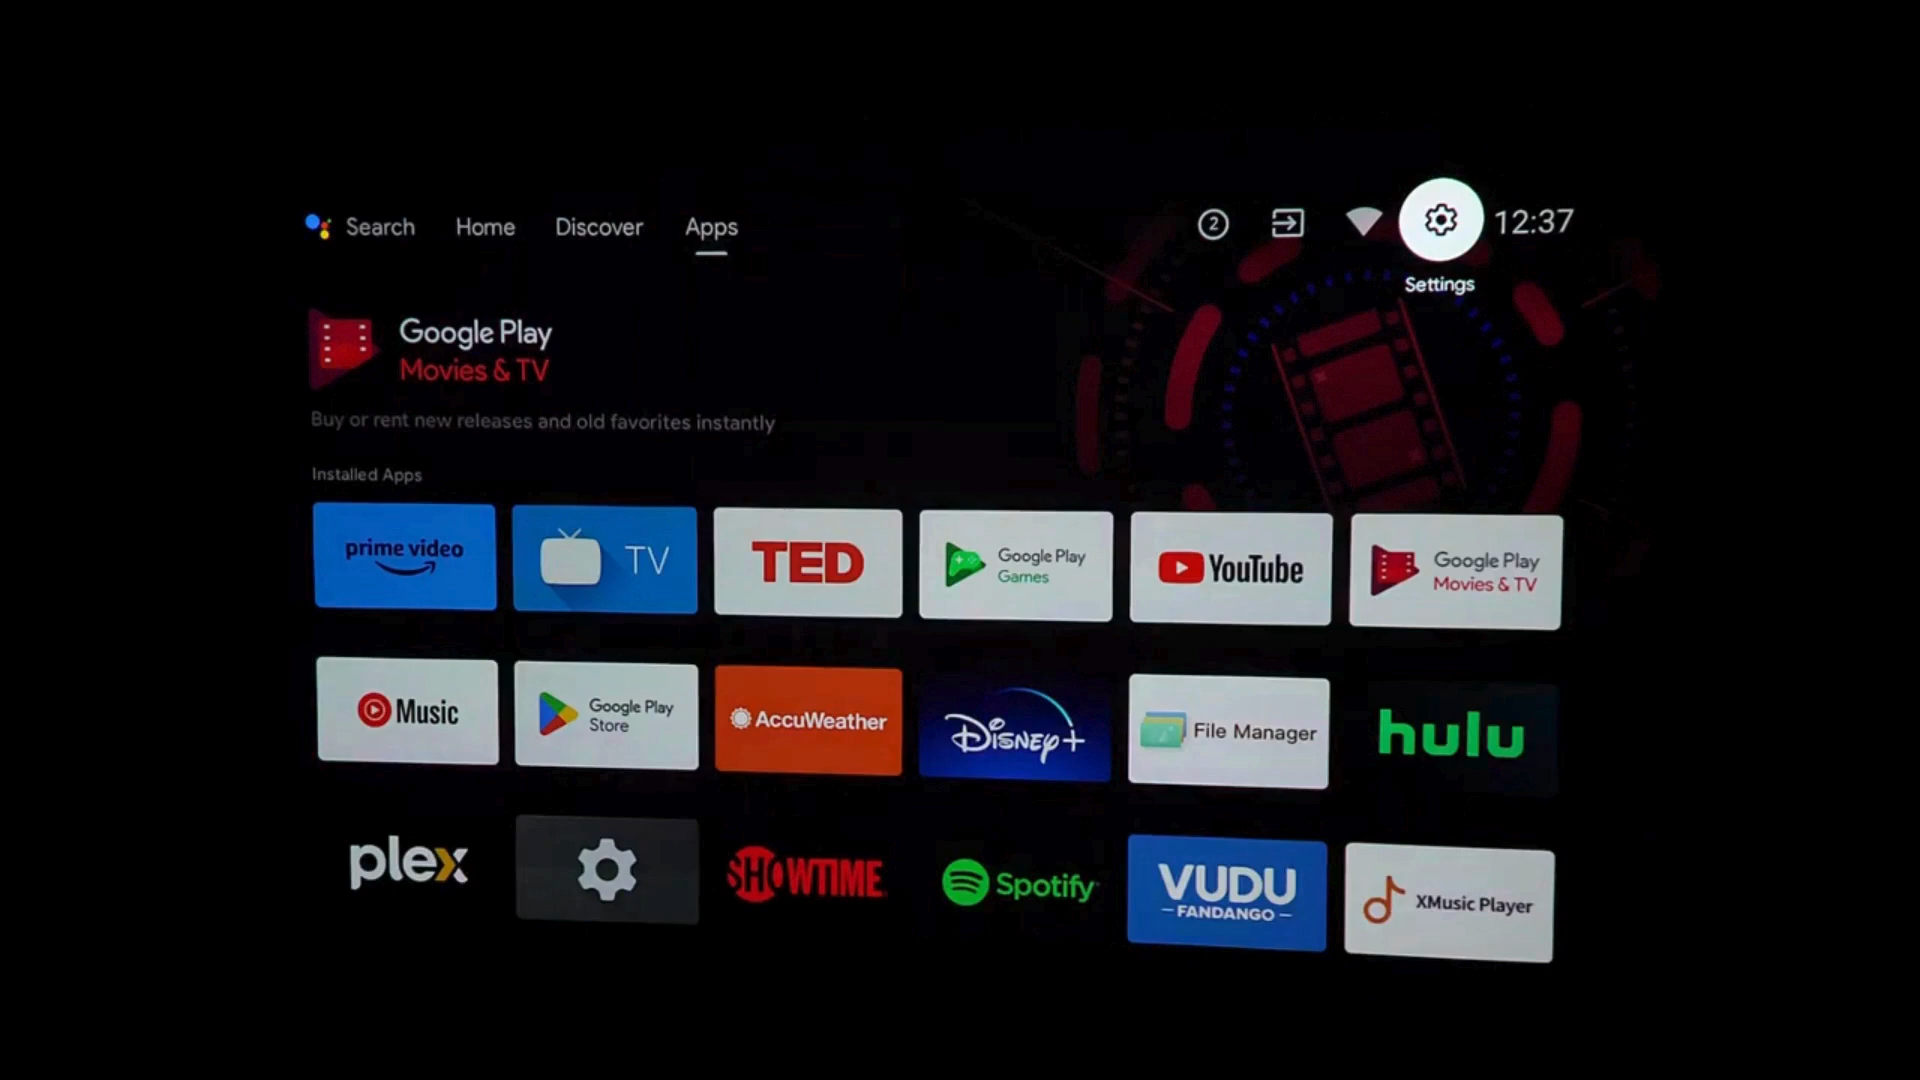 Search Home Discover Apps
2 12:37
Settings
Google Play
Movies & TV
Buy or rent new releases and old favorites instantly
Installed Apps
prime video
TV
TED
Google Play
Games
YouTube
Google Play
Movies & TV
Music
Google Play
Store
AccuWeather
Disney+
File Manager
hulu
plex
SHOWTIME
Spotify
VUDU
FANDANGO
XMusic Player